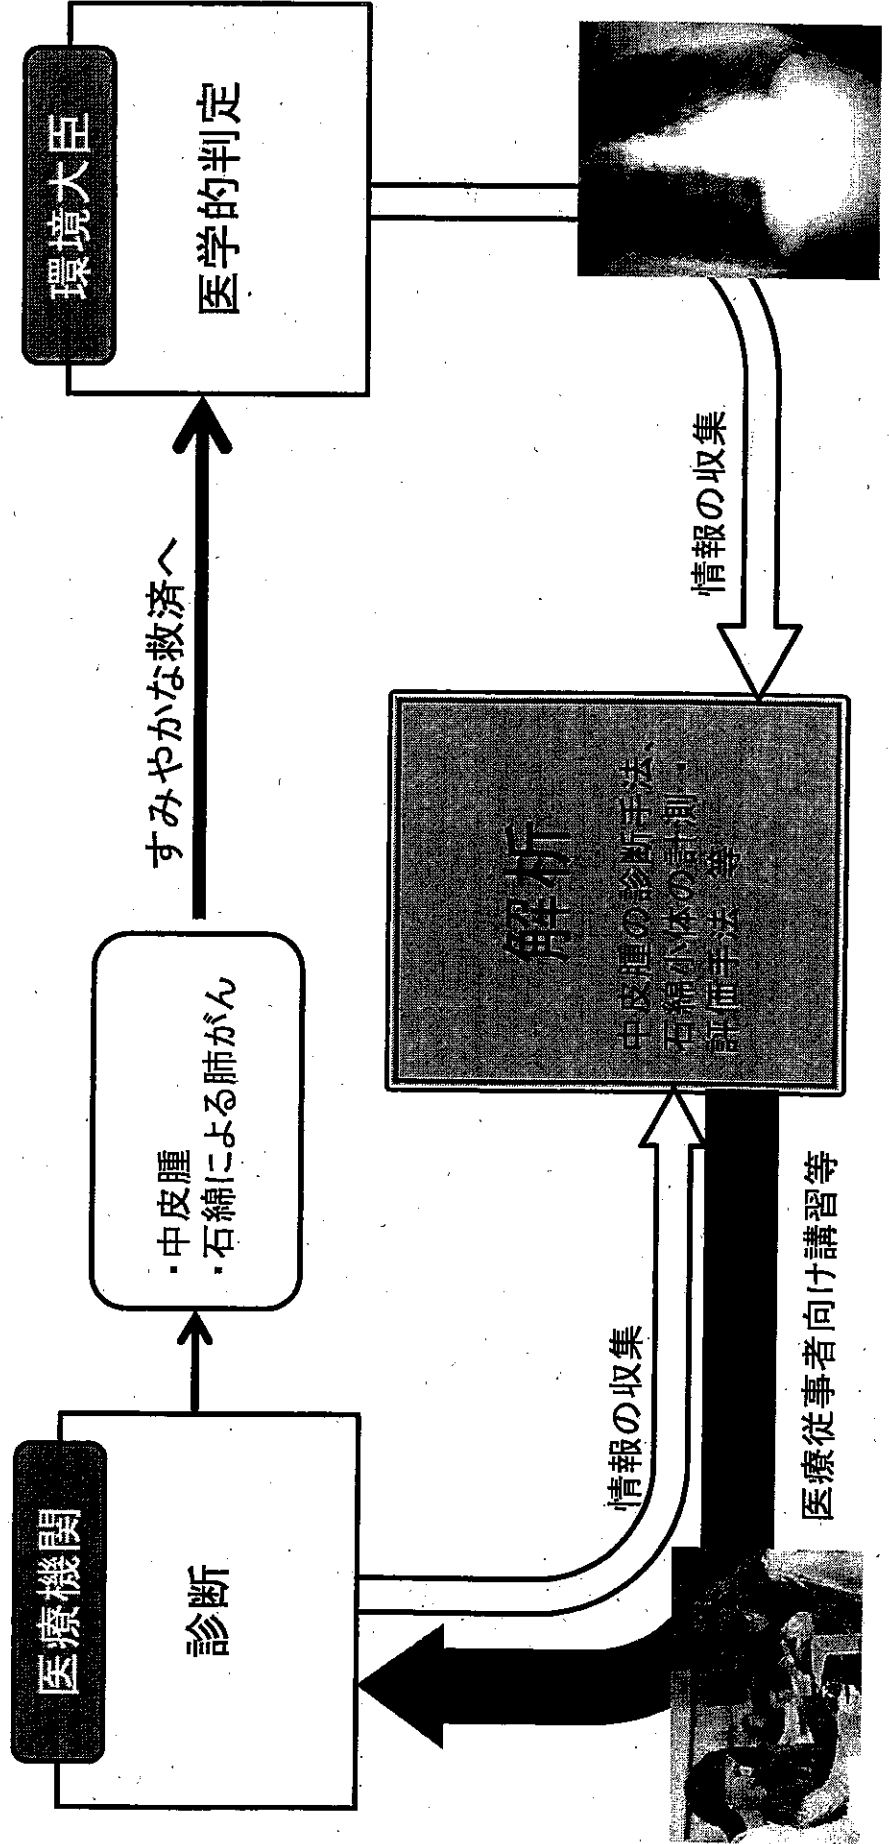 医療機関
診断
・中皮腫
・石綿による肺がん
すみやかな救済へ
環境大臣
医学的判定
情報の収集
解析
中皮腫の診断手法、
石綿小体の計測・
評価手法 等
情報の収集
医療従事者向け講習等